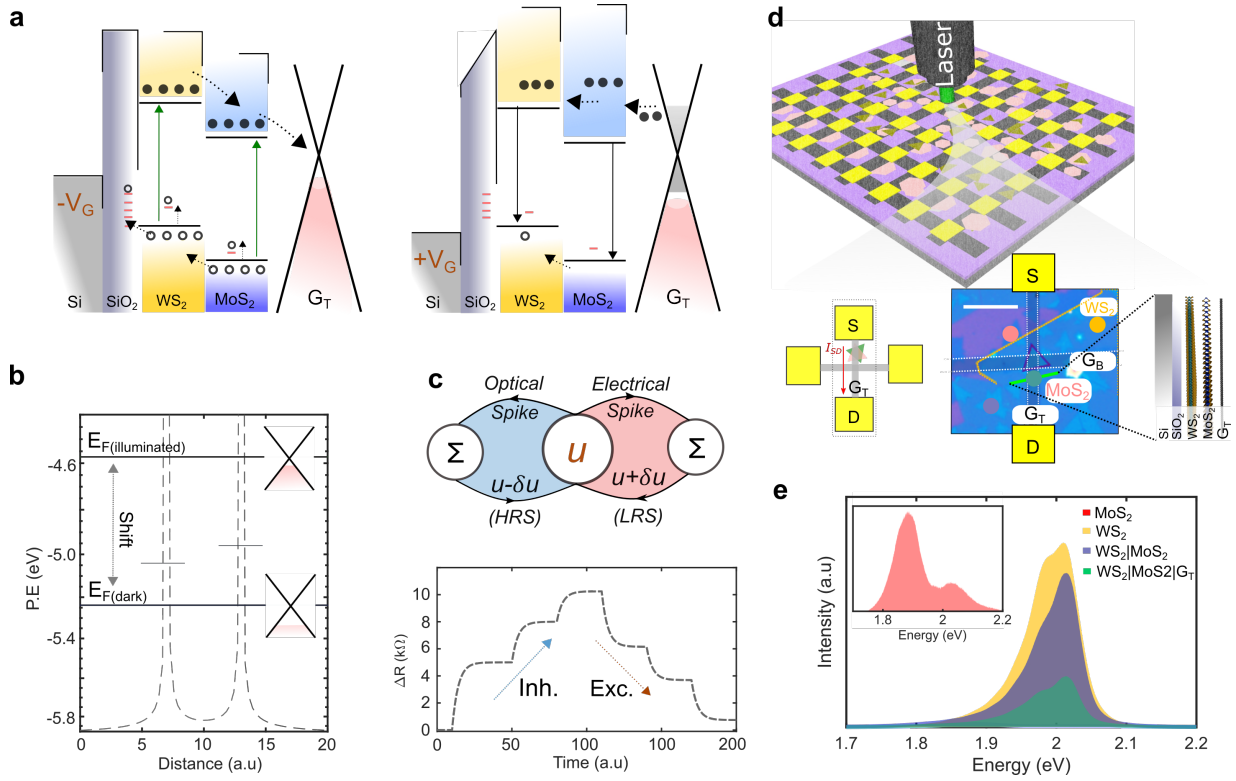 a
-V_G
Si
SiO₂
WS₂
MoS₂
G_T
+V_G
Si
SiO₂
WS₂
MoS₂
G_T
b
E_F(illuminated)
Shift
E_F(dark)
-4.6
-5.0
-5.4
-5.8
P.E (eV)
0
5
10
13
20
Distance (a.u)
c
Optical
Spike
Electrical
Spike
Σ
u
Σ
u-δu
u+δu
(HRS)
(LRS)
10
8
6
4
2
0
ΔR (kΩ)
Inh.
Exc.
0
50
100
100
200
Time (a.u)
d
Laser
S
I_SD
G_T
D
S
WS₂
G_B
MoS₂
G_T
D
Si
SiO₂
WS₂
MoS₂
G_T
e
MoS₂
WS₂
WS₂|MoS₂
WS₂|MoS2|G_T
1.8
2
2.2
Energy (eV)
Intensity (a.u)
1.7
1.8
1.9
2
2.1
2.2
Energy (eV)